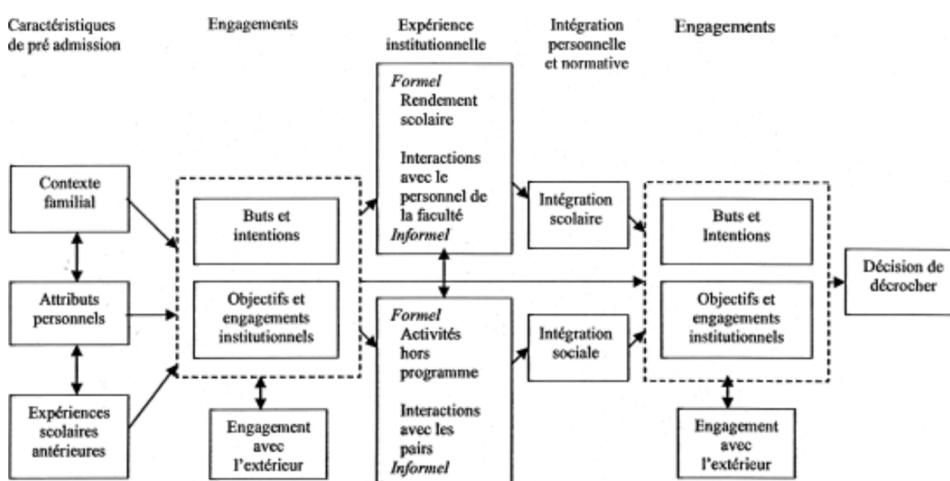 Caractéristiques
de pré admission
Engagements
Expérience
institutionnelle
Intégration
personnelle
et normative
Engagements
Contexte
familial
Attributs
personnels
Expériences
scolaires
antérieures
Buts et
intentions
Objectifs et
engagements
institutionnels
Engagement
avec
l'extérieur
Formel
Rendement
scolaire
Interactions
avec le
personnel de
la faculté
Informel
Formel
Activités
hors
programme
Interactions
avec les
pairs
Informel
Intégration
scolaire
Intégration
sociale
Buts et
Intentions
Objectifs et
engagements
institutionnels
Engagement
avec
l'extérieur
Décision de
décrocher